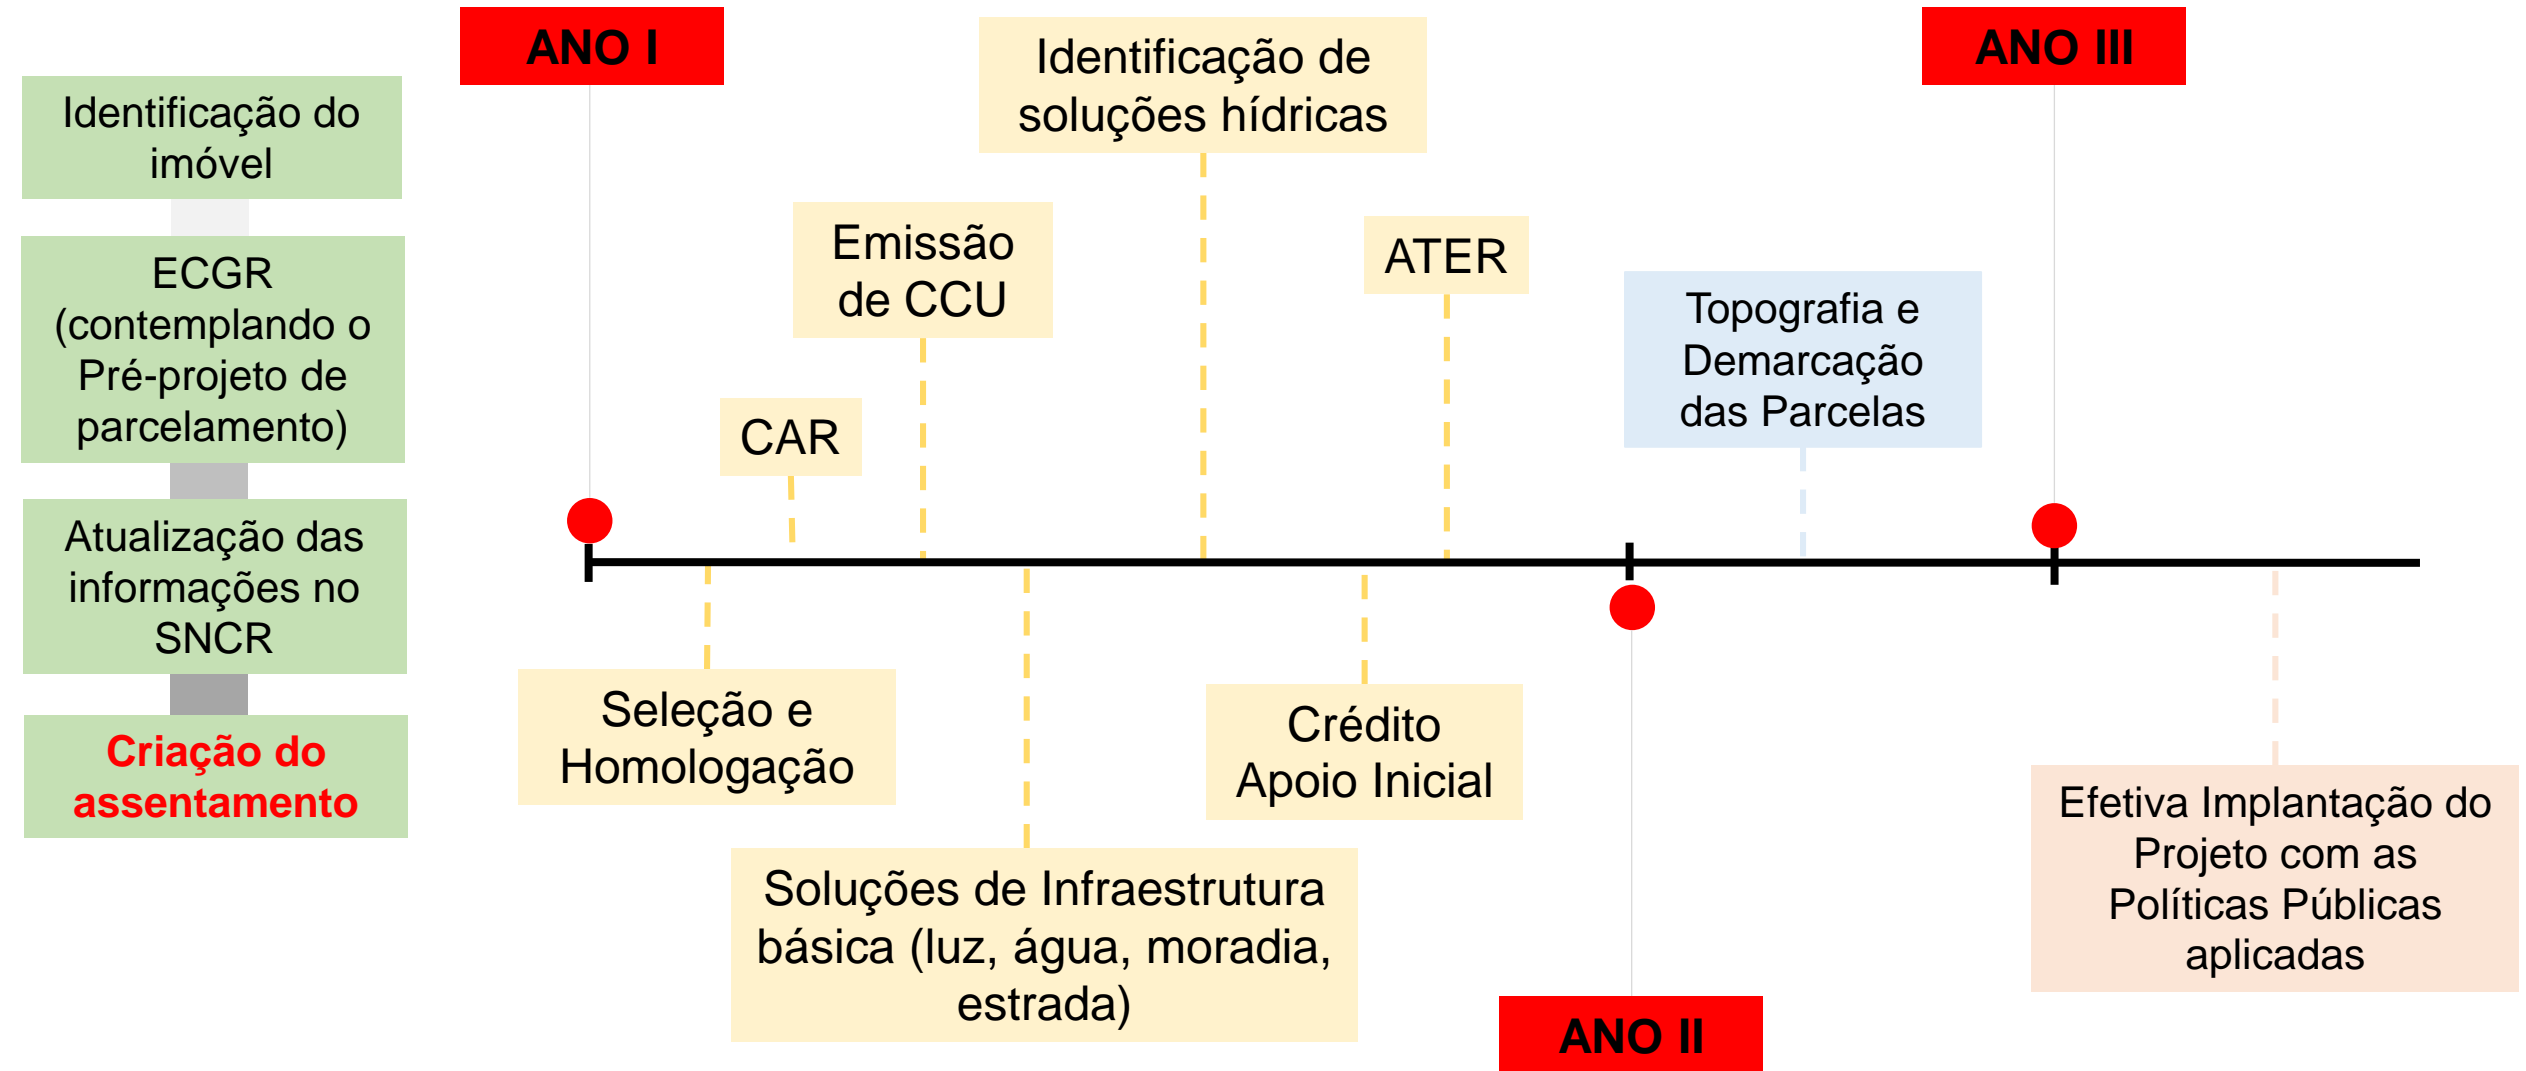 Identificação do
imóvel
ECGR
(contemplando o
Pré-projeto de
parcelamento)
Atualização das
informações no
SNCR
Criação do
assentamento
ANO I
Identificação de
soluções hídricas
ANO III
Emissão
de CCU
ATER
CAR
Topografia e
Demarcação
das Parcelas
Seleção e
Homologação
Crédito
Apoio Inicial
Soluções de Infraestrutura
básica (luz, água, moradia,
estrada)
Efetiva Implantação do
Projeto com as
Políticas Públicas
aplicadas
ANO II